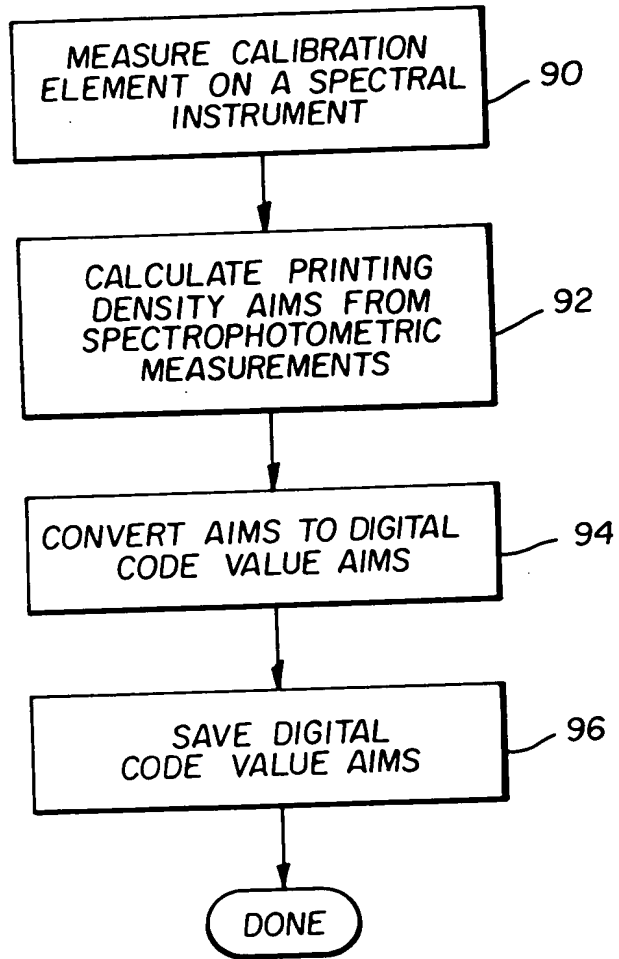 MEASURE CALIBRATION
ELEMENT ON A SPECTRAL
INSTRUMENT
90
CALCULATE PRINTING
DENSITY AIMS FROM
SPECTROPHOTOMETRIC
MEASUREMENTS
92
CONVERT AIMS TO DIGITAL
CODE VALUE AIMS
94
SAVE DIGITAL
CODE VALUE AIMS
96
DONE